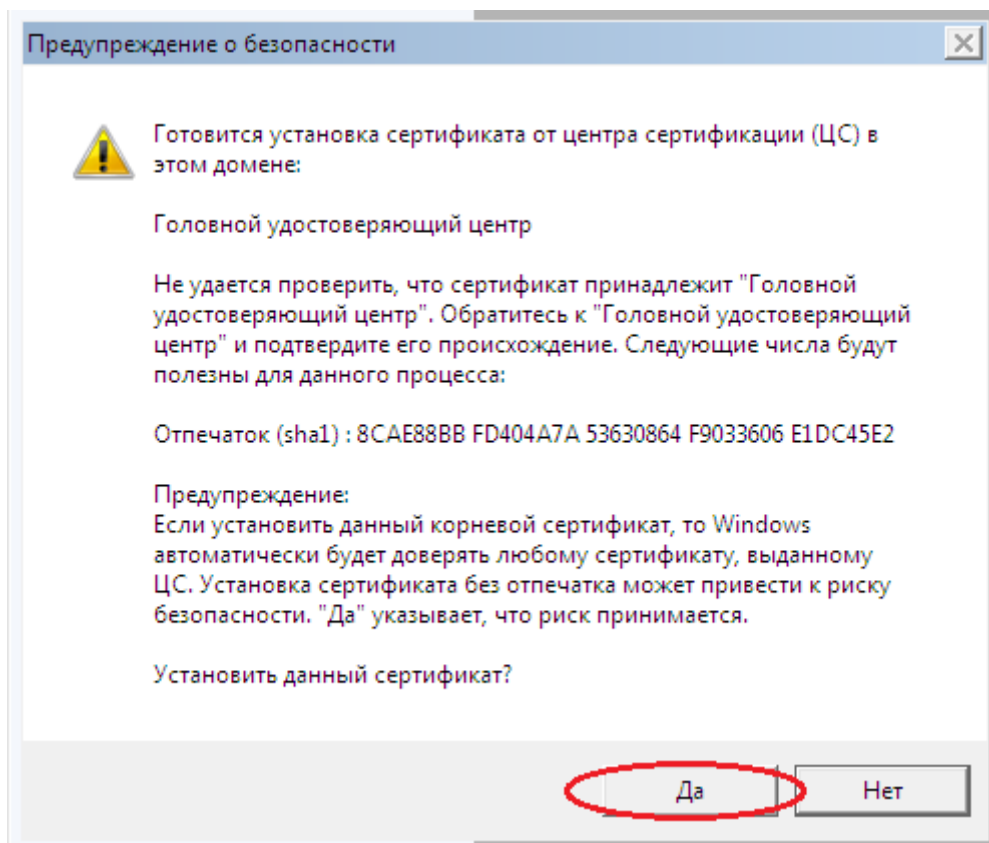 Предупреждение о безопасности
Готовится установка сертификата от центра сертификации (ЦС) в
этом домене:
Головной удостоверяющий центр
Не удается проверить, что сертификат принадлежит "Головной
удостоверяющий центр". Обратитесь к "Головной удостоверяющий
центр" и подтвердите его происхождение. Следующие числа будут
полезны для данного процесса:
Отпечаток (sha1) : 8CAE88BB FD404A7A 53630864 F9033606 E1DC45E2
Предупреждение:
Если установить данный корневой сертификат, то Windows
автоматически будет доверять любому сертификату, выданному
ЦС. Установка сертификата без отпечатка может привести к риску
безопасности. "Да" указывает, что риск принимается.
Установить данный сертификат?
Да
Нет